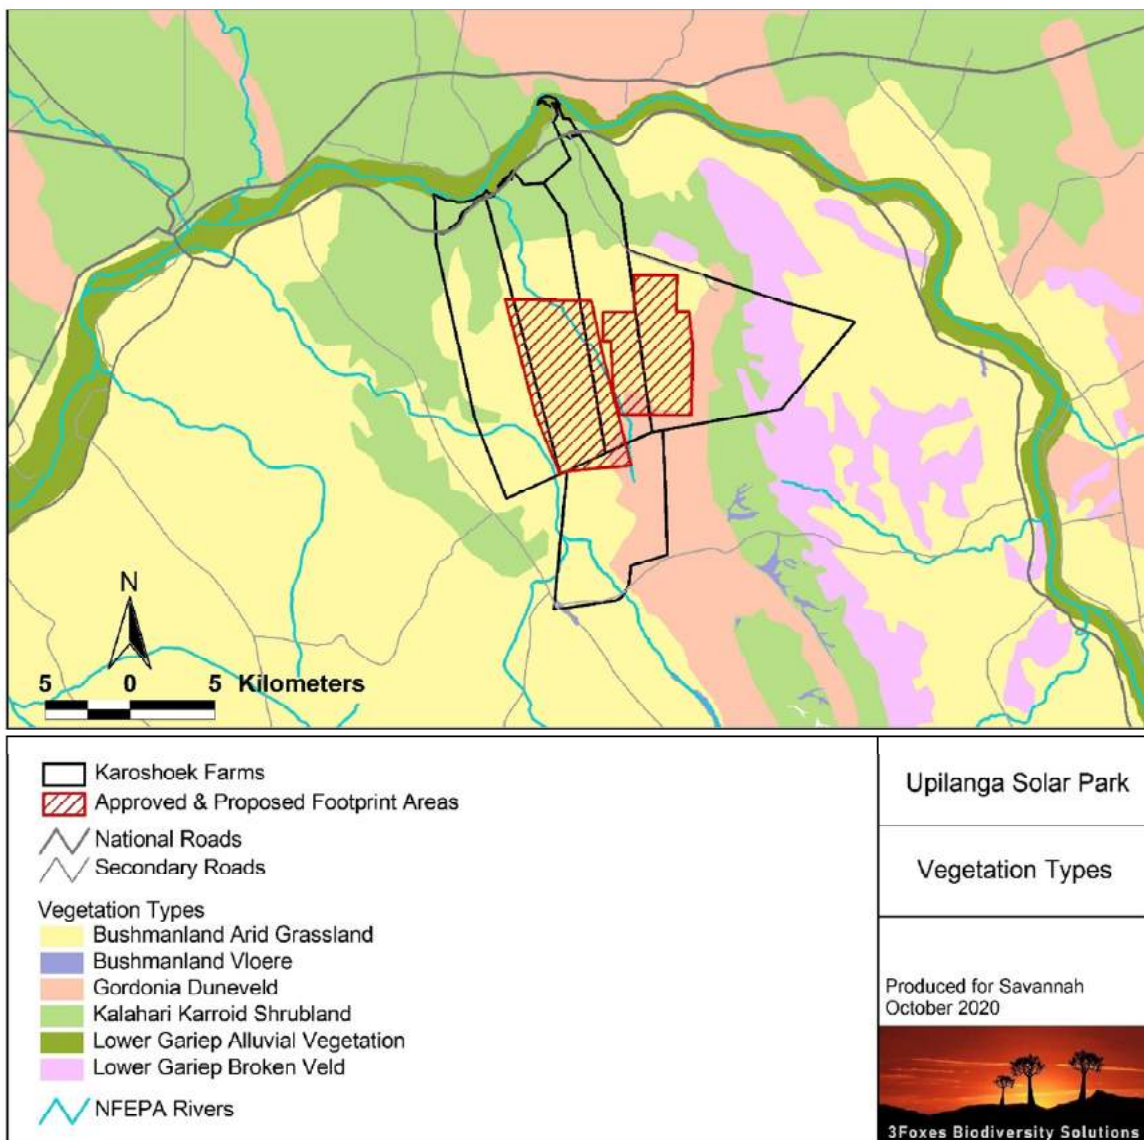 N
5 0 5 Kilometers
Karoshoek Farms
Approved & Proposed Footprint Areas
National Roads
Secondary Roads
Vegetation Types
Bushmanland Arid Grassland
Bushmanland Vloere
Gordonia Duneveld
Kalahari Karroid Shrubland
Lower Gariep Alluvial Vegetation
Lower Gariep Broken Veld
NFEPA Rivers
Upilanga Solar Park
Vegetation Types
Produced for Savannah
October 2020
3Foxes Biodiversity Solutions